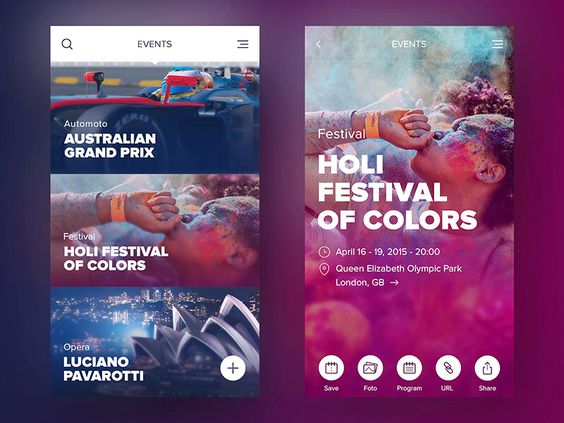 EVENTS
Automoto
AUSTRALIAN
GRAND PRIX
Festival
HOLI FESTIVAL
OF COLORS
Opera
LUCIANO
PAVAROTTI
EVENTS
Festival
HOLI
FESTIVAL
OF COLORS
April 16 - 19, 2015 - 20:00
Queen Elizabeth Olympic Park
London, GB →
Save
Foto
Program
URL
Share